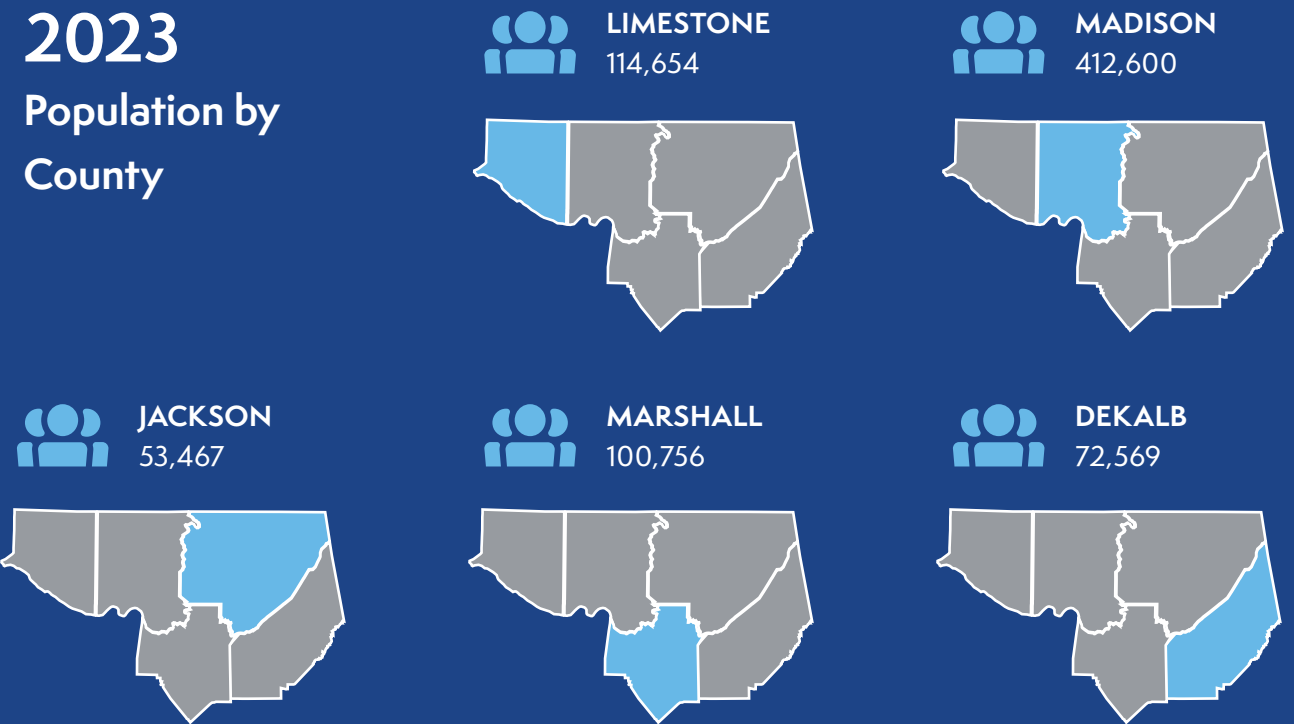 2023
Population by
County
LIMESTONE
114,654
MADISON
412,600
JACKSON
53,467
MARSHALL
100,756
DEKALB
72,569